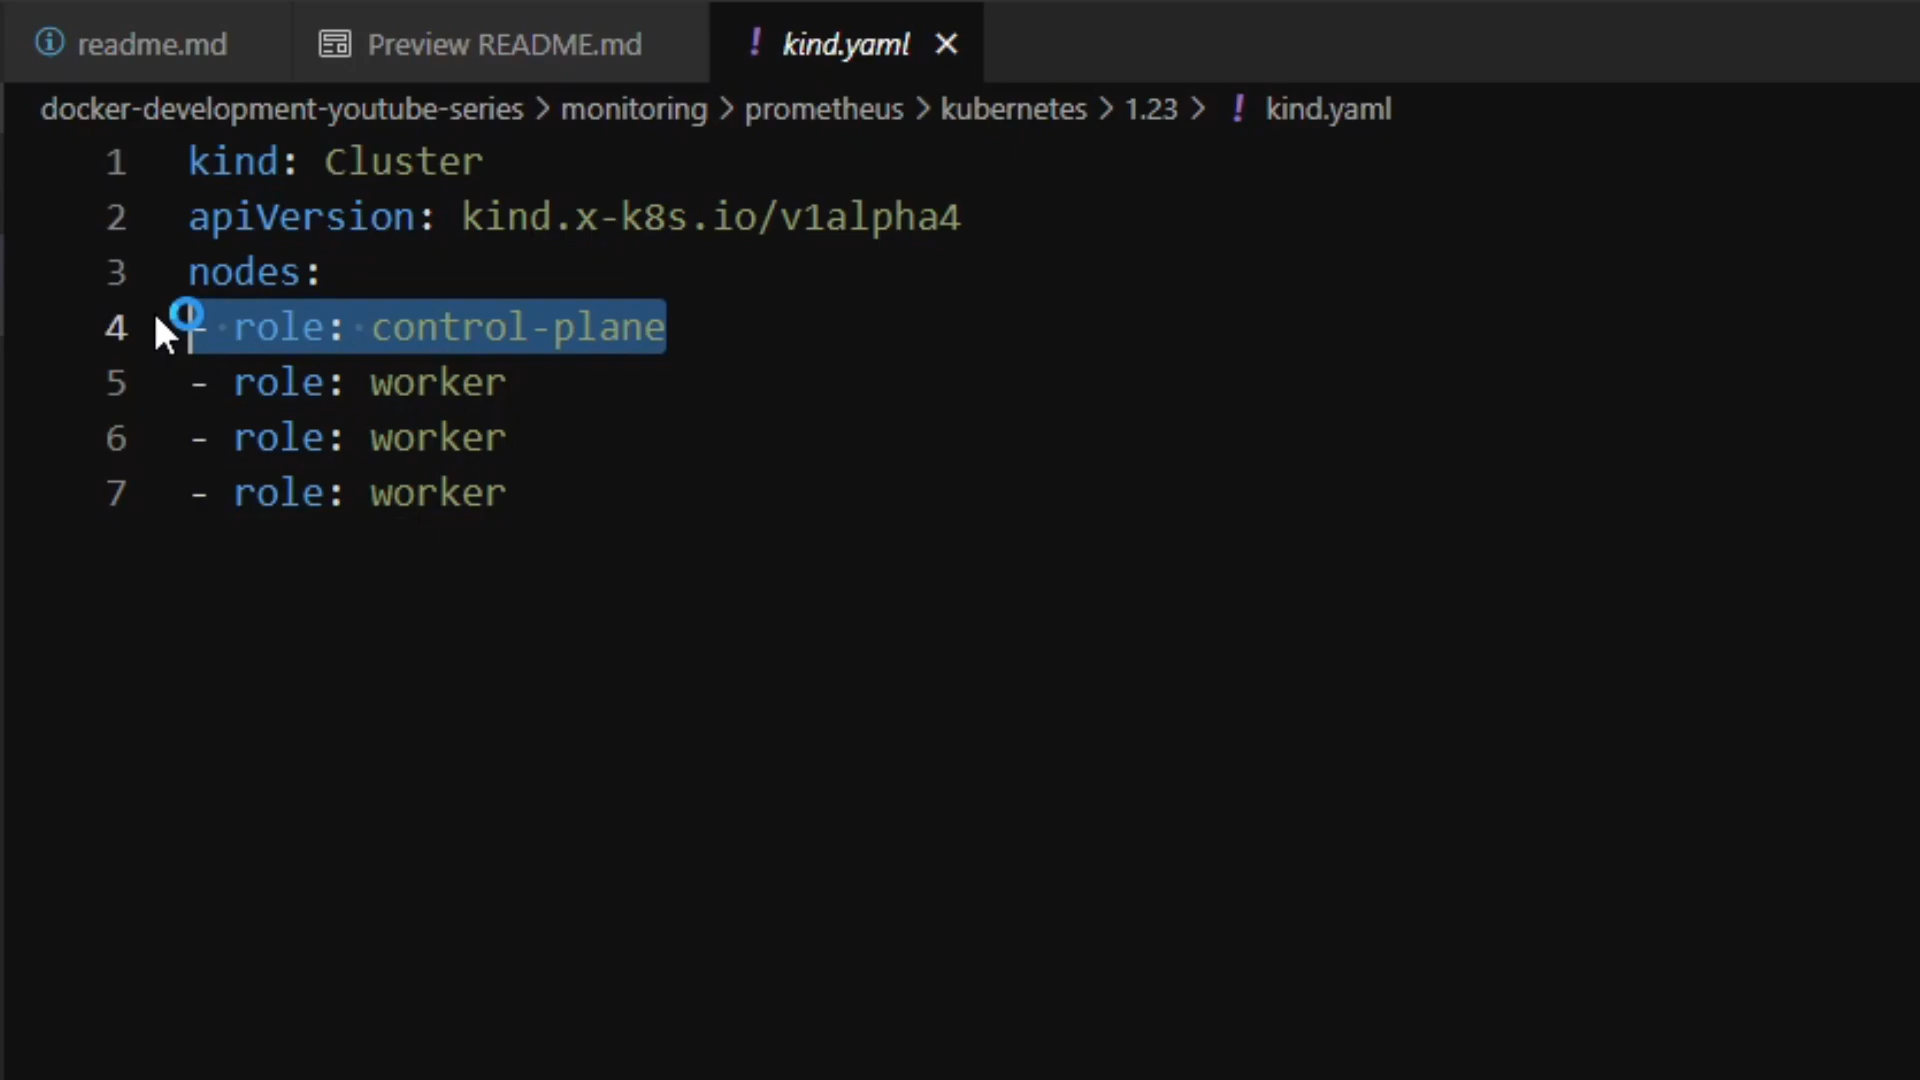 readme.md Preview README.md ! kind.yaml
docker-development-youtube-series > monitoring > prometheus > kubernetes > 1.23 > ! kind.yaml
1 kind: Cluster
2 apiVersion: kind.x-k8s.io/v1alpha4
3 nodes:
4 - role: control-plane
5 - role: worker
6 - role: worker
7 - role: worker